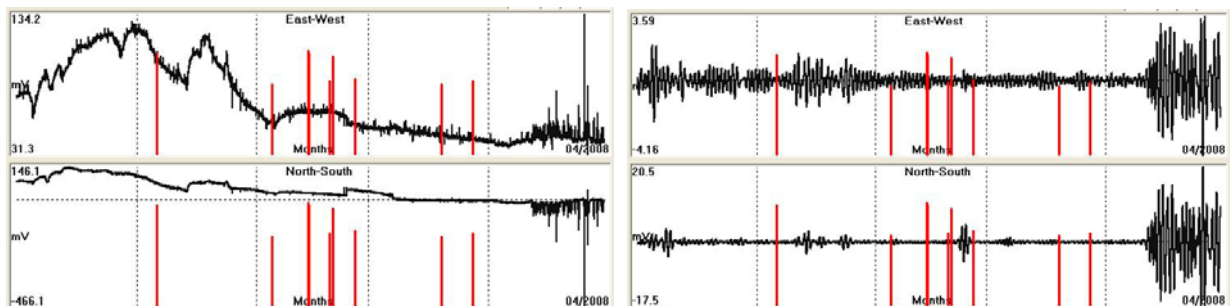 134.2
East-West
mV
31.3
Months
04/2008
146.1
North-South
mV
-466.1
Months
04/2008
3.59
East-West
-4.16
Months
04/2008
20.5
North-South
mV
-17.5
Months
04/2008